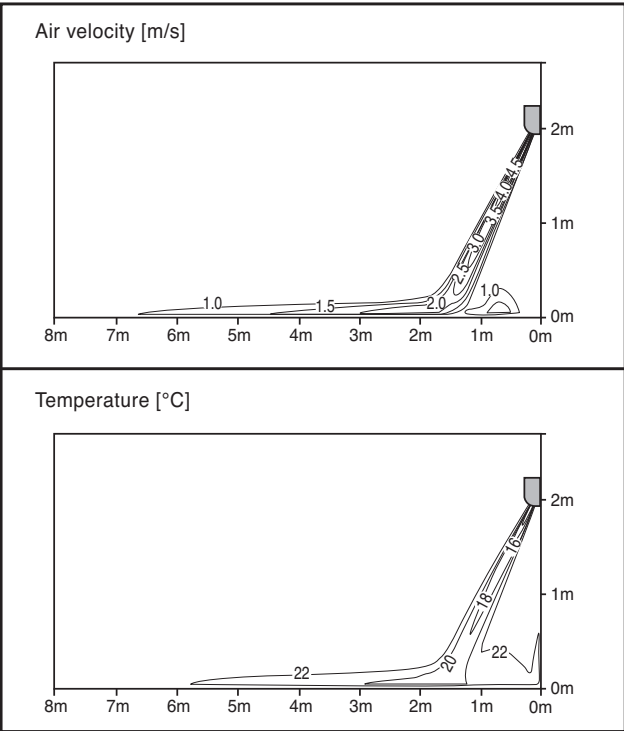 Air velocity [m/s]
2m
4.5
4.0
1m
3.5
3.0
2.5
1.0
1.0
1.5
2.0
0m
8m 7m 6m 5m 4m 3m 2m 1m 0m
Temperature [°C]
2m
16
1m
18
22
20
22
0m
8m 7m 6m 5m 4m 3m 2m 1m 0m